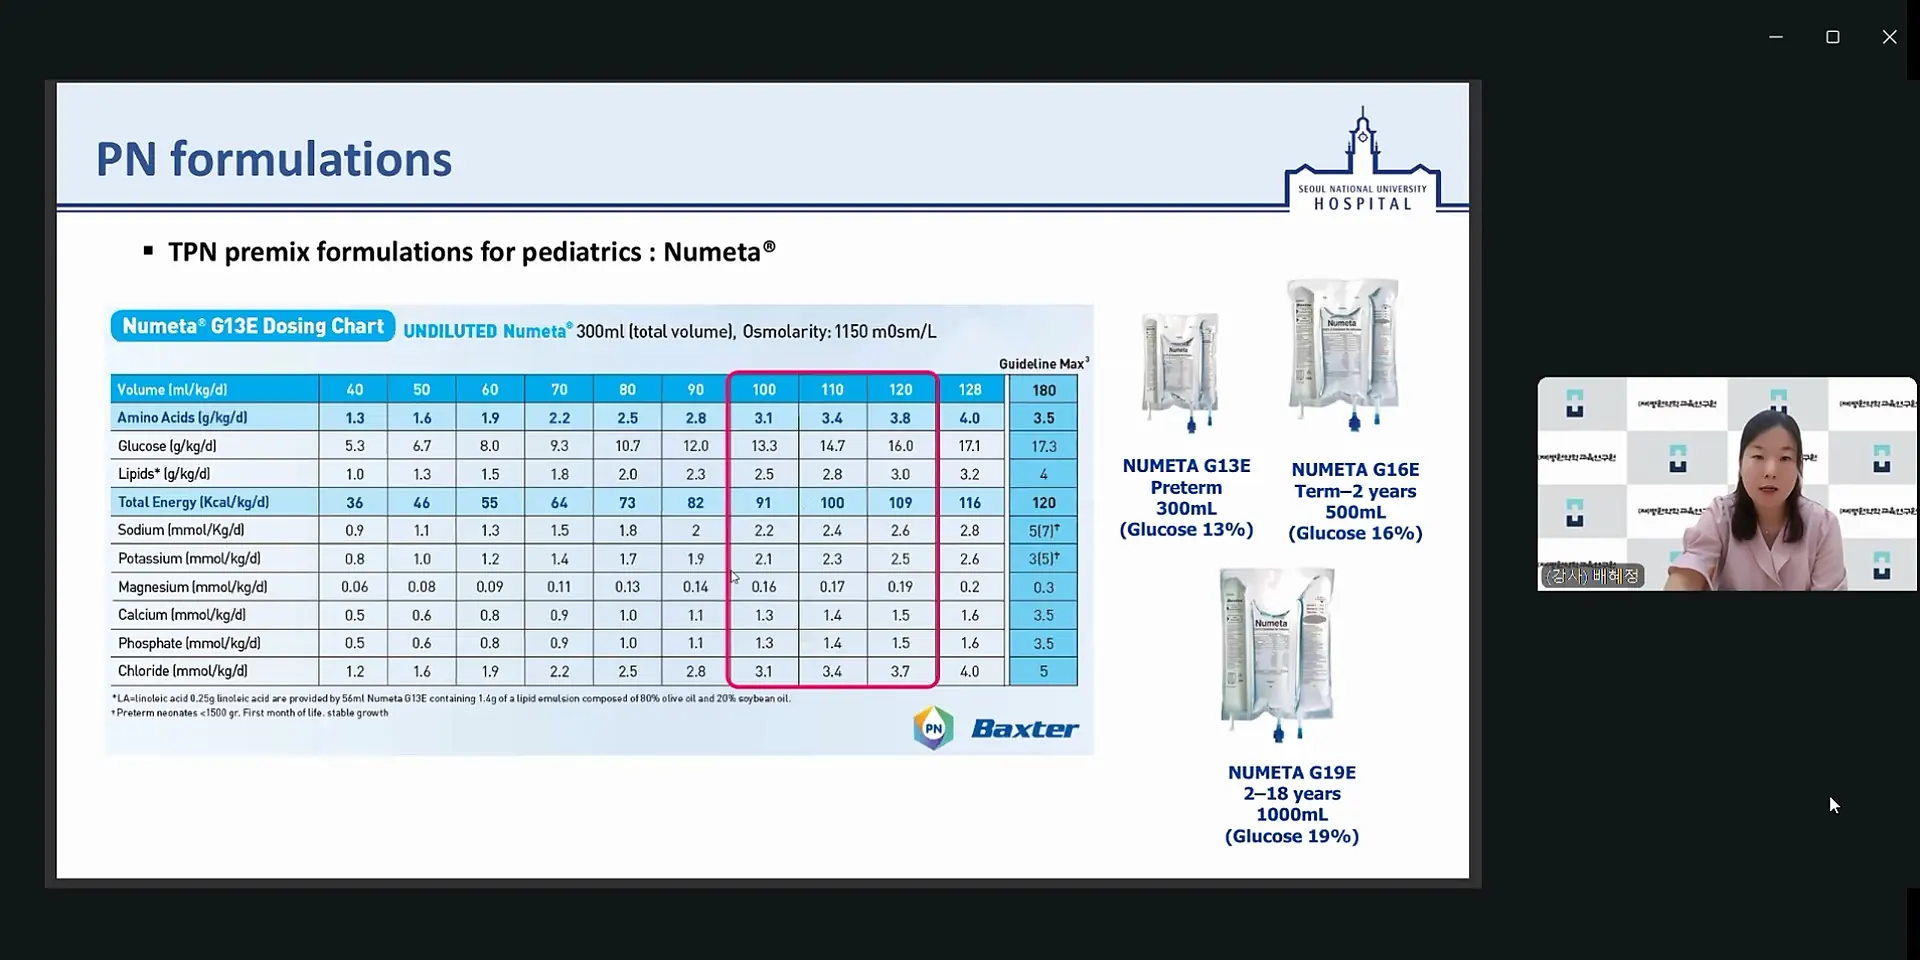 PN formulations
SEOUL NATIONAL UNIVERSITY
HOSPITAL
▪ TPN premix formulations for pediatrics : Numeta®
Numeta® G13E Dosing Chart UNDILUTED Numeta® 300ml (total volume), Osmolarity: 1150 mOsm/L
Guideline Max³
Volume (ml/kg/d) 40 50 60 70 80 90 100 110 120 128 180
Amino Acids (g/kg/d) 1.3 1.6 1.9 2.2 2.5 2.8 3.1 3.4 3.8 4.0 3.5
Glucose (g/kg/d) 5.3 6.7 8.0 9.3 10.7 12.0 13.3 14.7 16.0 17.1 17.3
Lipids* (g/kg/d) 1.0 1.3 1.5 1.8 2.0 2.3 2.5 2.8 3.0 3.2 4
Total Energy (Kcal/kg/d) 36 46 55 64 73 82 91 100 109 116 120
Sodium (mmol/Kg/d) 0.9 1.1 1.3 1.5 1.8 2 2.2 2.4 2.6 2.8 5(7)†
Potassium (mmol/kg/d) 0.8 1.0 1.2 1.4 1.7 1.9 2.1 2.3 2.5 2.6 3(5)†
Magnesium (mmol/kg/d) 0.06 0.08 0.09 0.11 0.13 0.14 0.16 0.17 0.19 0.2 0.3
Calcium (mmol/kg/d) 0.5 0.6 0.8 0.9 1.0 1.1 1.3 1.4 1.5 1.6 3.5
Phosphate (mmol/kg/d) 0.5 0.6 0.8 0.9 1.0 1.1 1.3 1.4 1.5 1.6 3.5
Chloride (mmol/kg/d) 1.2 1.6 1.9 2.2 2.5 2.8 3.1 3.4 3.7 4.0 5
*LA=linoleic acid 0.25g linoleic acid are provided by 56ml Numeta G13E containing 1.4g of a lipid emulsion composed of 80% olive oil and 20% soybean oil.
†Preterm neonates <1500 gr. First month of life. stable growth
PN Baxter
Numeta
NUMETA G13E
Preterm
300mL
(Glucose 13%)
Numeta
NUMETA G16E
Term–2 years
500mL
(Glucose 16%)
Numeta
NUMETA G19E
2–18 years
1000mL
(Glucose 19%)
(재)병원약학교육연구원
(강사) 배혜정